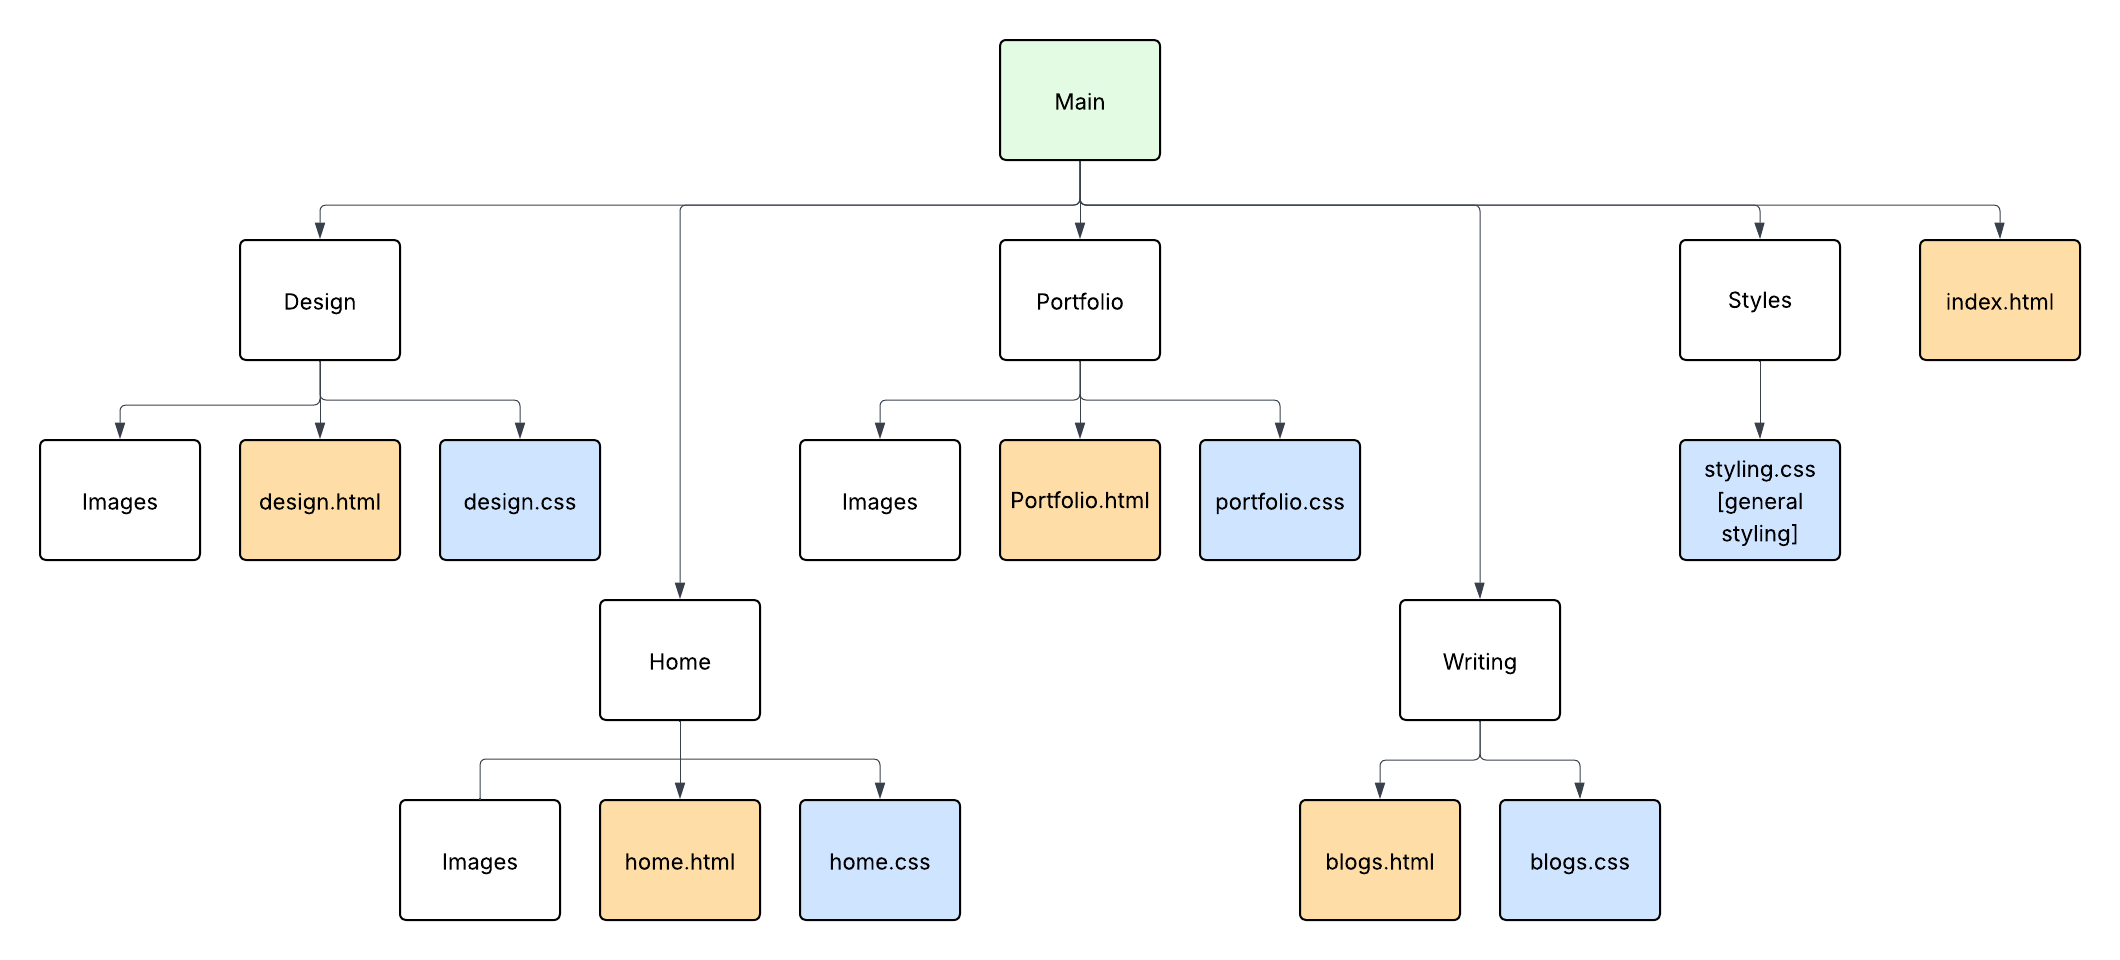 Main
Design
Portfolio
Styles
index.html
Images
design.html
design.css
Images
Portfolio.html
portfolio.css
styling.css
[general
styling]
Home
Writing
Images
home.html
home.css
blogs.html
blogs.css